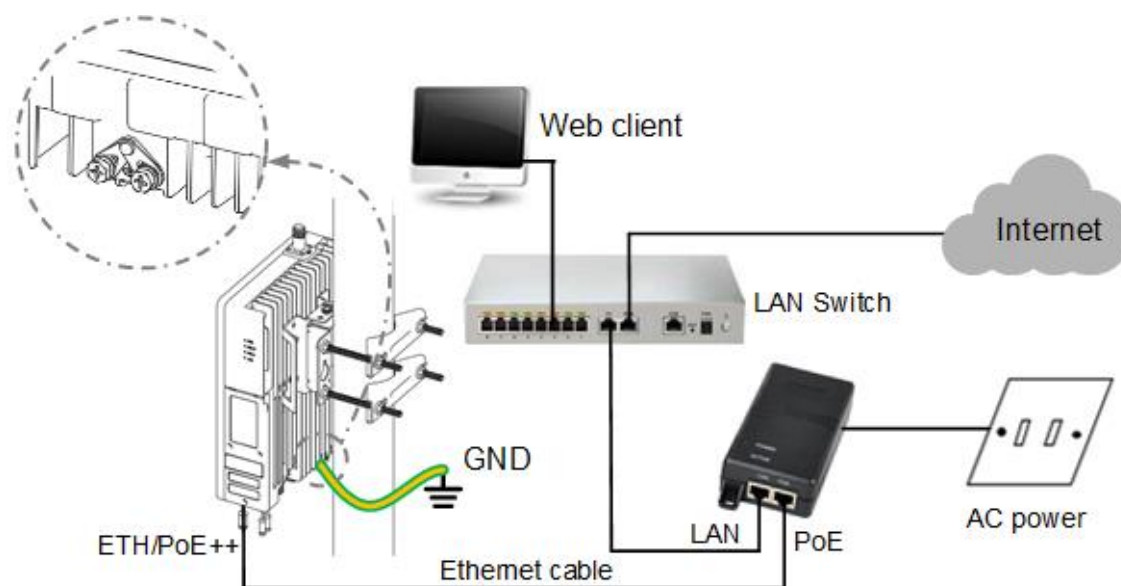 Web client
Internet
LAN Switch
GND
AC power
LAN
PoE
ETH/PoE++
Ethernet cable